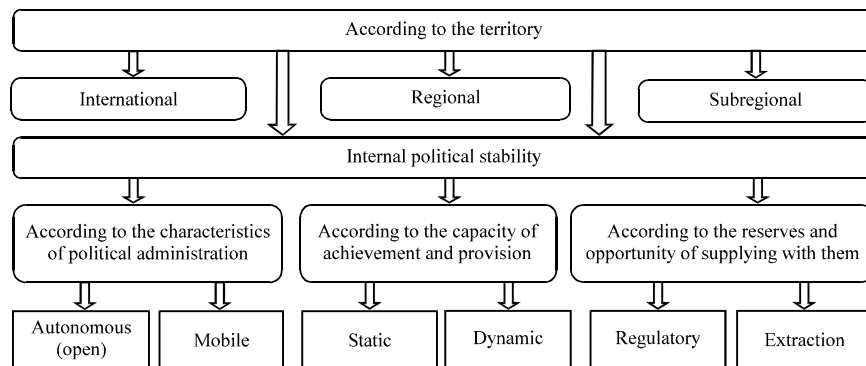 According to the territory
International
Regional
Subregional
Internal political stability
According to the characteristics
of political administration
According to the capacity of
achievement and provision
According to the reserves and
opportunity of supplying with them
Autonomous
(open)
Mobile
Static
Dynamic
Regulatory
Extraction